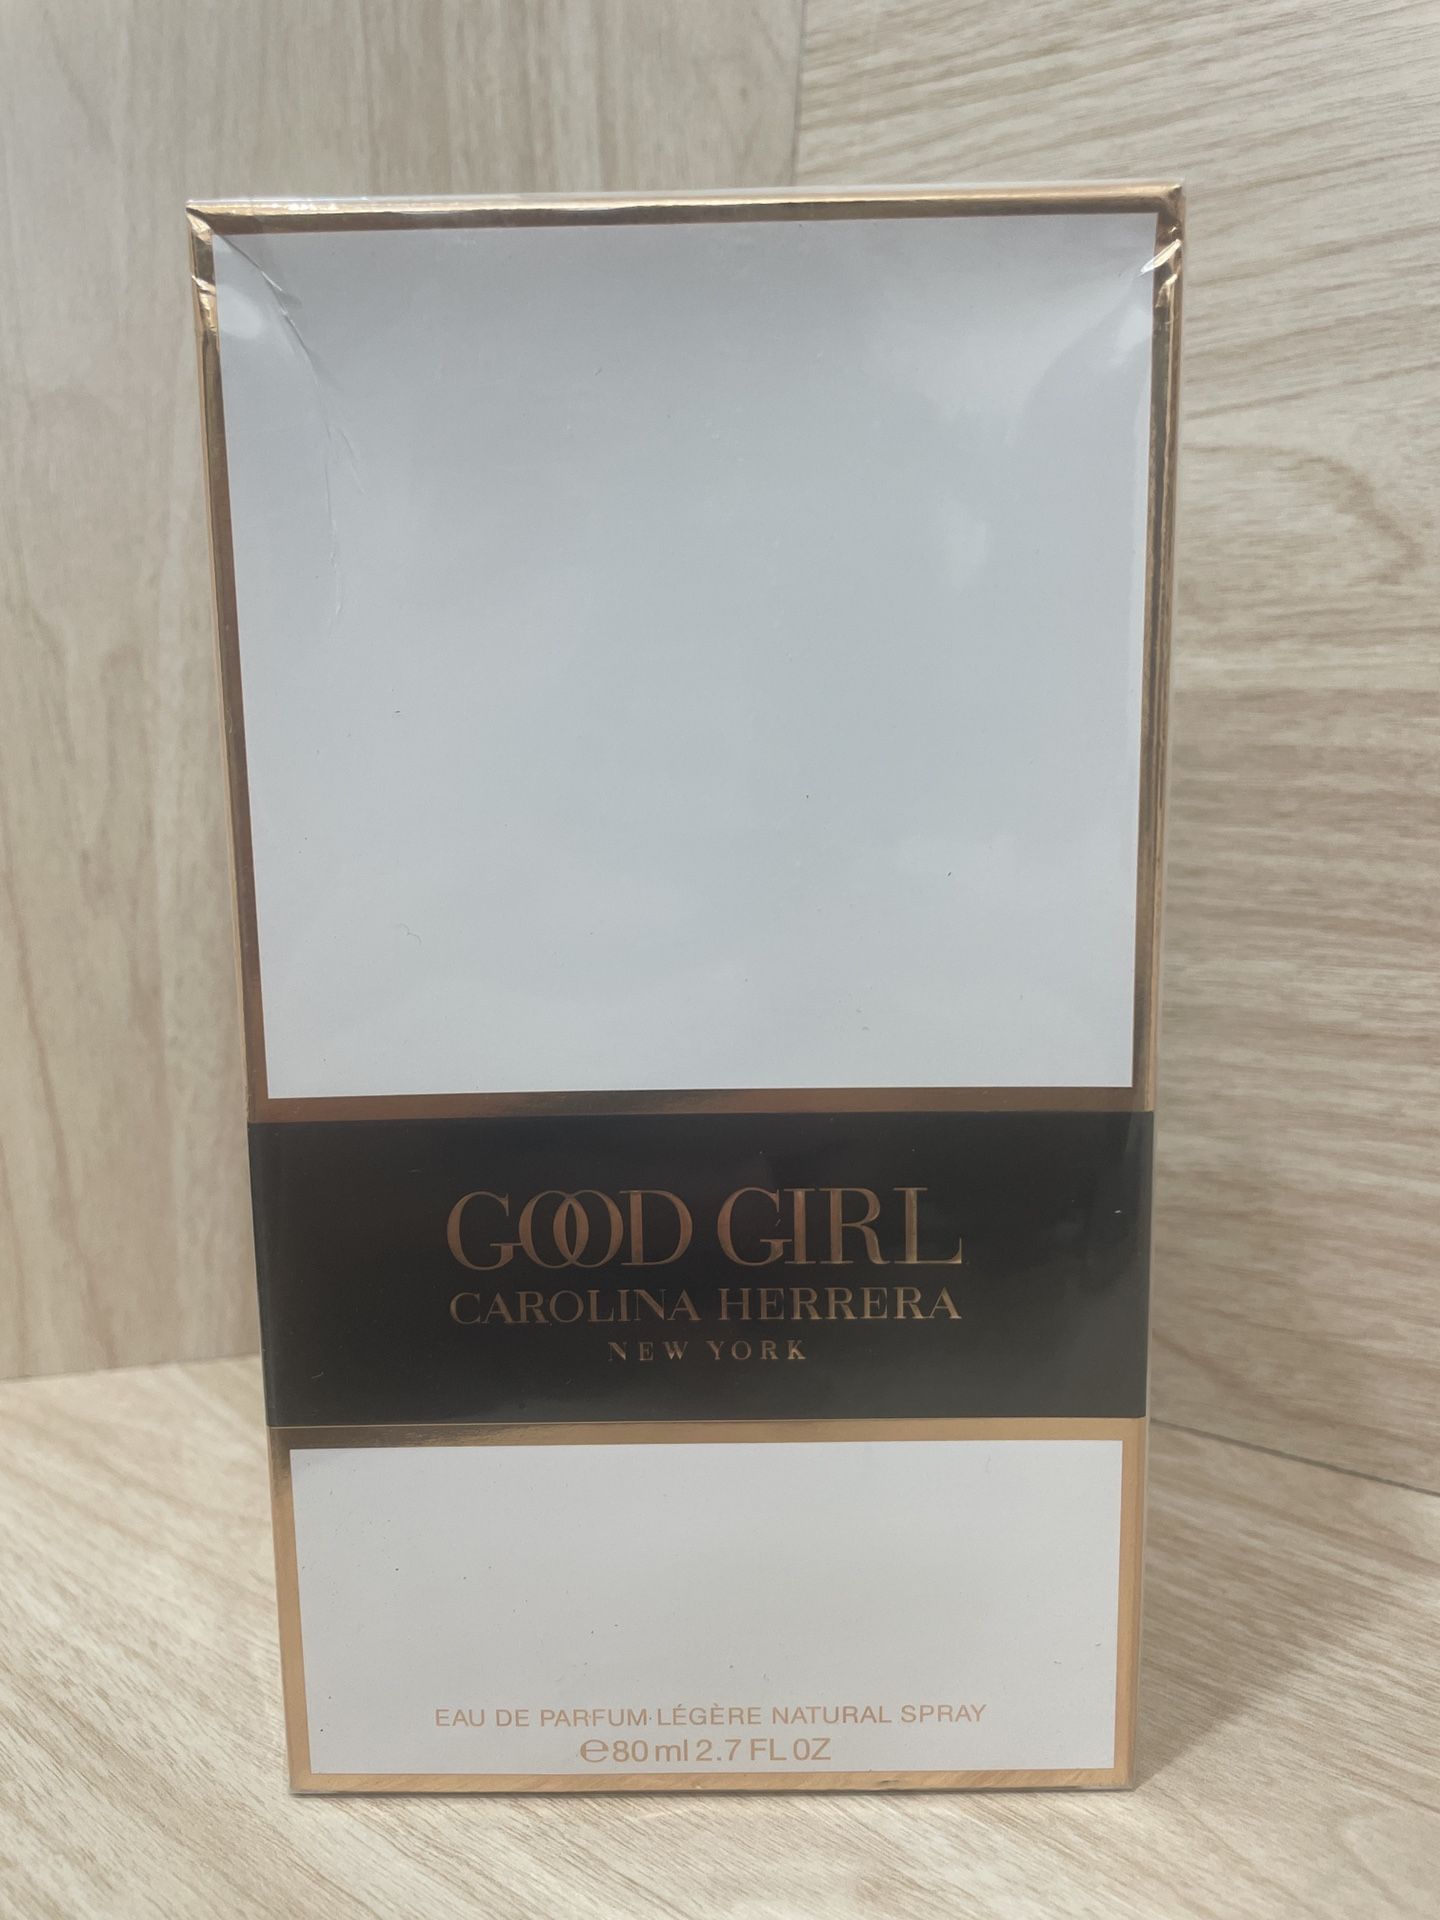 GOOD GIRL
CAROLINA HERRERA
NEW YORK
EAU DE PARFUM LÉGÈRE NATURAL SPRAY
℮80 ml 2.7 FL OZ